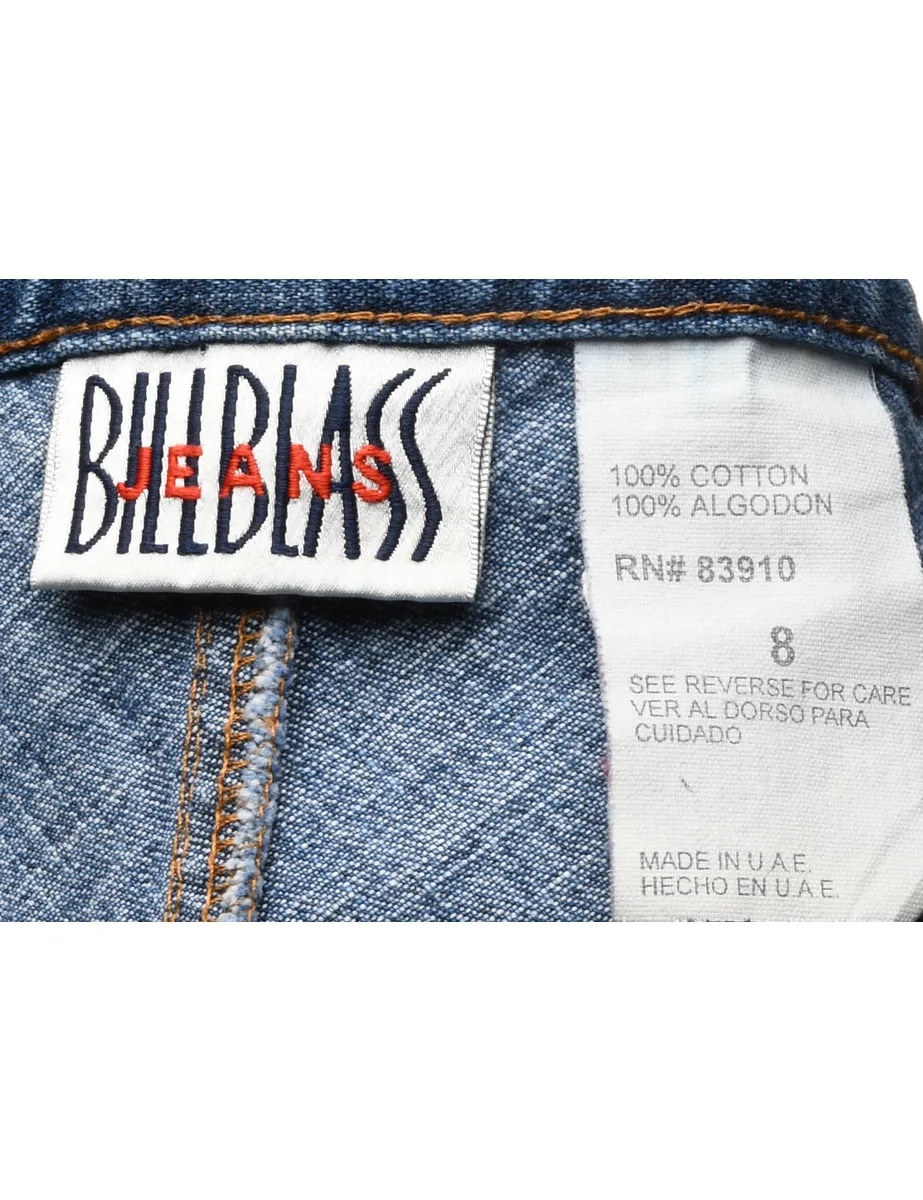 BILLBLASS
JEANS
100% COTTON
100% ALGODON
RN# 83910
8
SEE REVERSE FOR CARE
VER AL DORSO PARA
CUIDADO
MADE IN U.A.E.
HECHO EN U.A.E.